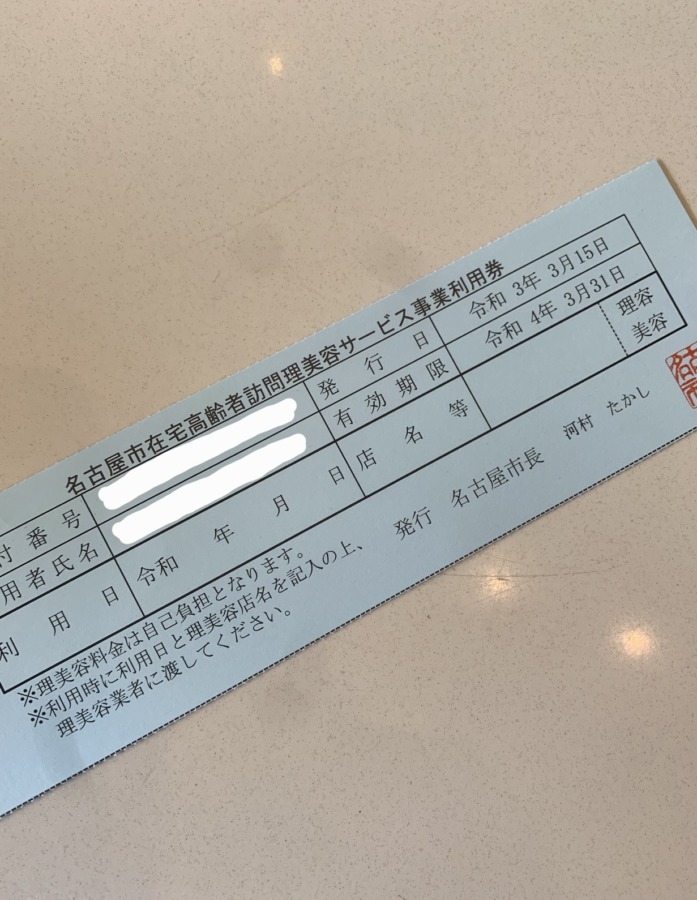 名古屋市在宅高齢者訪問理美容サービス事業利用券
付番号
用者氏名
利用日 令和 年 月 日
発行日 令和 3年 3月15日
有効期限 令和 4年 3月31日
店名等
理容
美容
※理美容料金は自己負担となります。
※利用時に利用日と理美容店名を記入の上、
理美容業者に渡してください。
発行 名古屋市長 河村 たかし